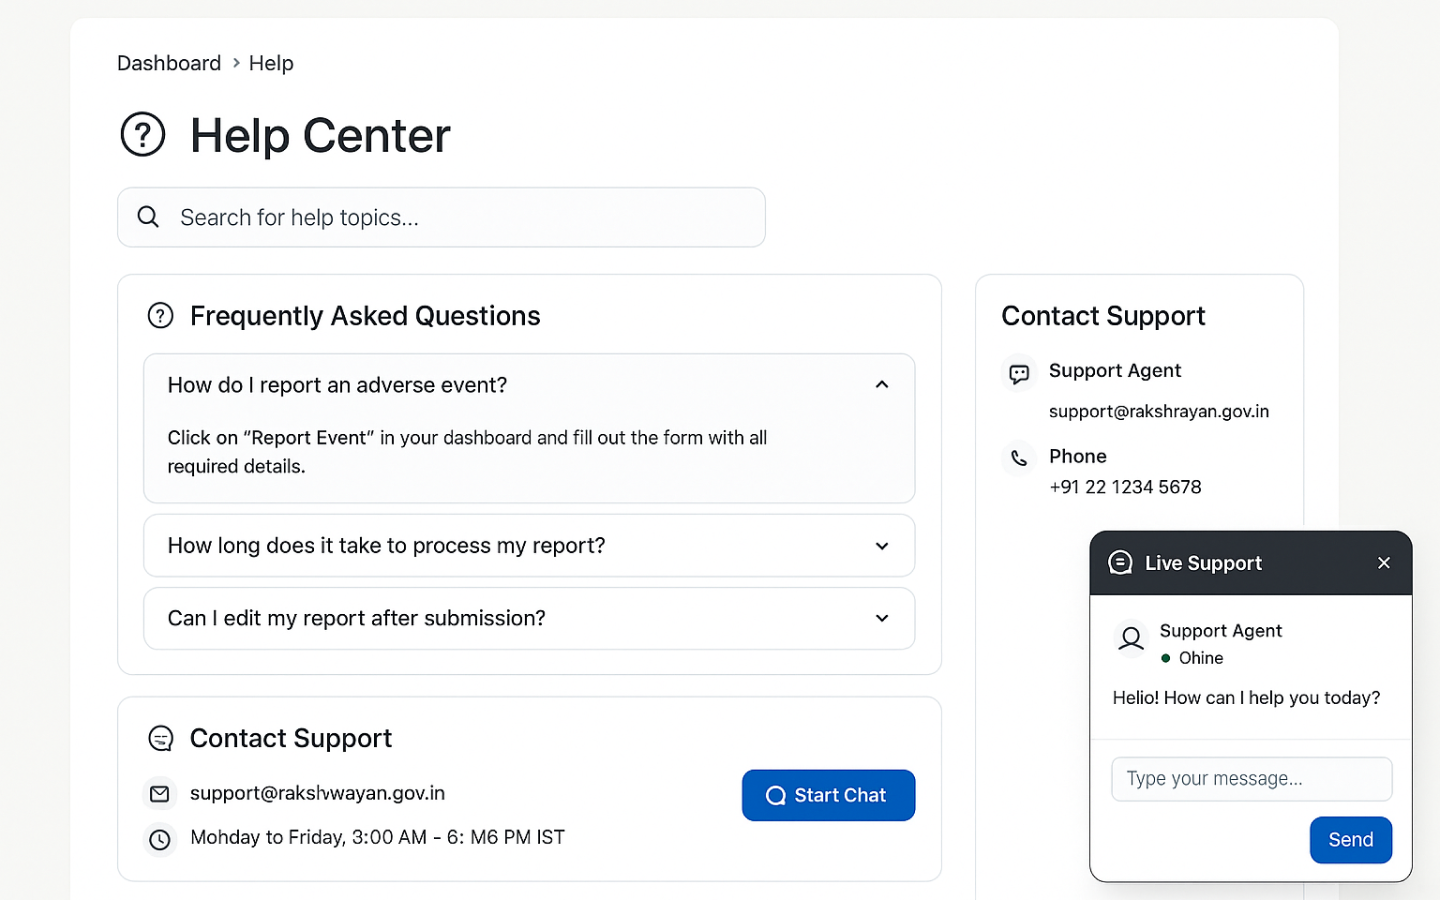 Dashboard > Help
Help Center
Search for help topics...
Frequently Asked Questions
How do I report an adverse event?
Click on “Report Event” in your dashboard and fill out the form with all
required details.
How long does it take to process my report?
Can I edit my report after submission?
Contact Support
support@rakshvwayan.gov.in
Mohday to Friday, 3:00 AM - 6: M6 PM IST
Start Chat
Contact Support
Support Agent
support@rakshrayan.gov.in
Phone
+91 22 1234 5678
Live Support
Support Agent
Ohine
Helio! How can I help you today?
Type your message...
Send